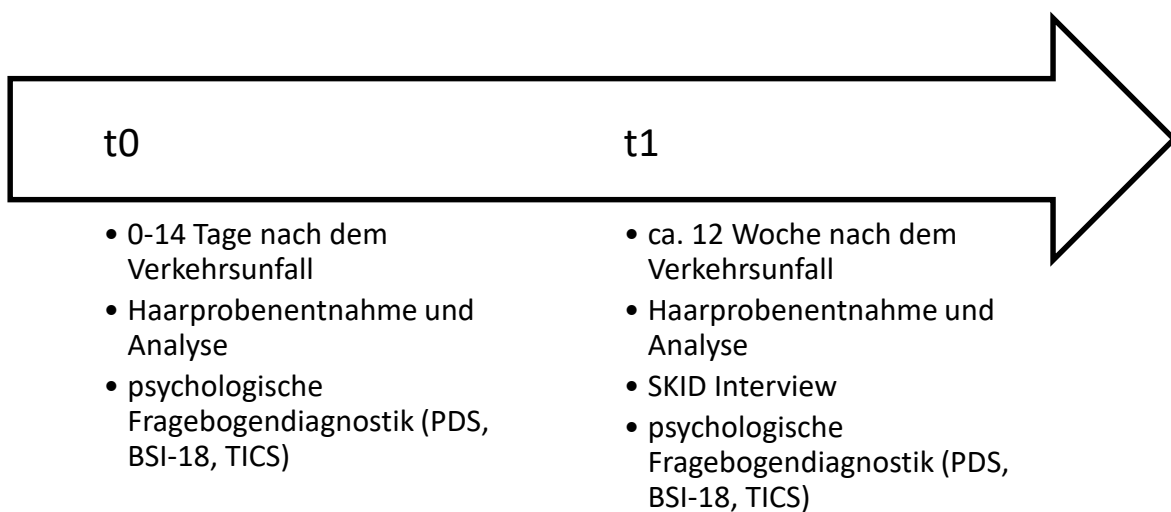 t0
• 0-14 Tage nach dem
Verkehrsunfall
• Haarprobenentnahme und
Analyse
• psychologische
Fragebogendiagnostik (PDS,
BSI-18, TICS)
t1
• ca. 12 Woche nach dem
Verkehrsunfall
• Haarprobenentnahme und
Analyse
• SKID Interview
• psychologische
Fragebogendiagnostik (PDS,
BSI-18, TICS)